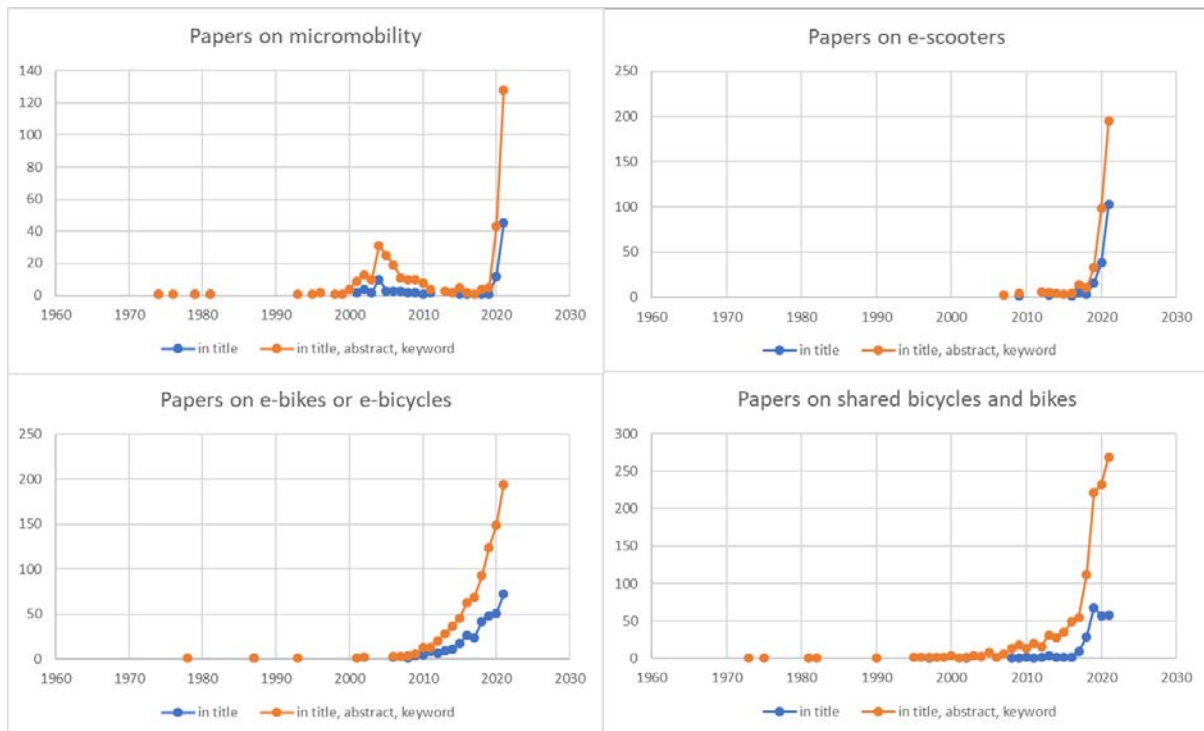 Papers on micromobility
140
120
100
80
60
40
20
0
1960 1970 1980 1990 2000 2010 2020 2030
in title in title, abstract, keyword
Papers on e-scooters
250
200
150
100
50
0
1960 1970 1980 1990 2000 2010 2020 2030
in title in title, abstract, keyword
Papers on e-bikes or e-bicycles
250
200
150
100
50
0
1960 1970 1980 1990 2000 2010 2020 2030
in title in title, abstract, keyword
Papers on shared bicycles and bikes
300
250
200
150
100
50
0
1960 1970 1980 1990 2000 2010 2020 2030
in title in title, abstract, keyword